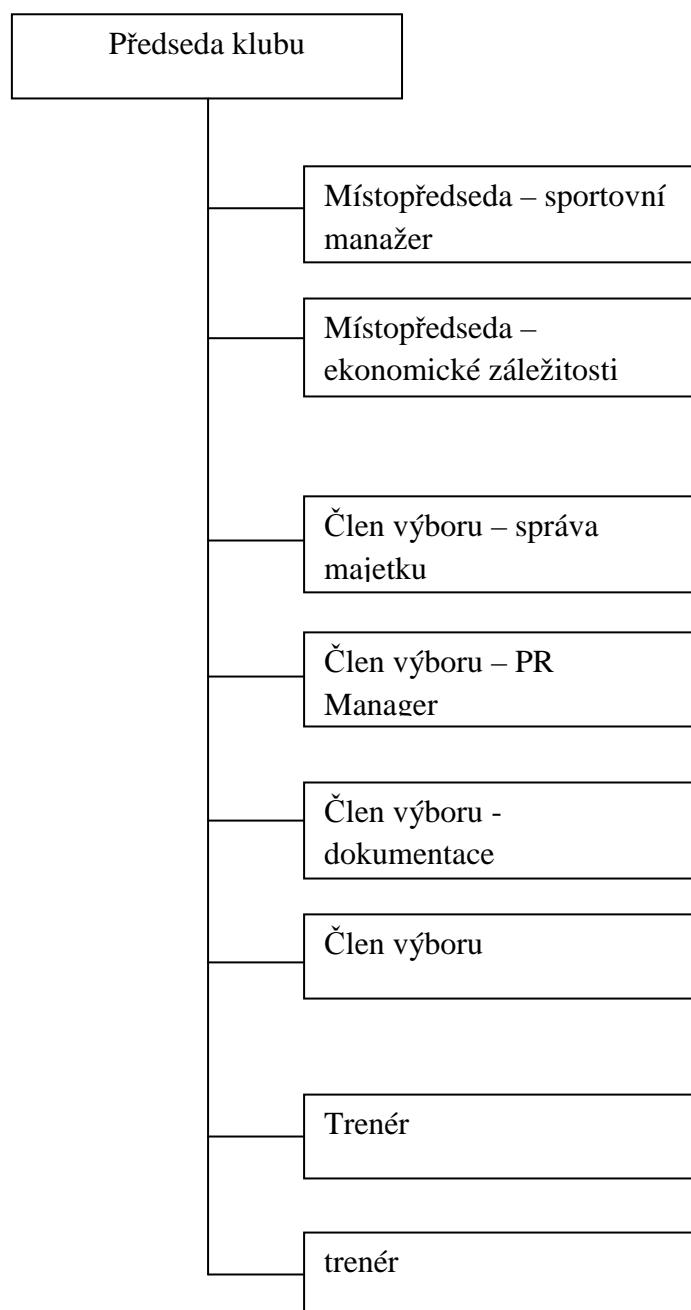 Předseda klubu
Místopředseda – sportovní
manažer
Místopředseda –
ekonomické záležitosti
Člen výboru – správa
majetku
Člen výboru – PR
Manager
Člen výboru -
dokumentace
Člen výboru
Trenér
trenér